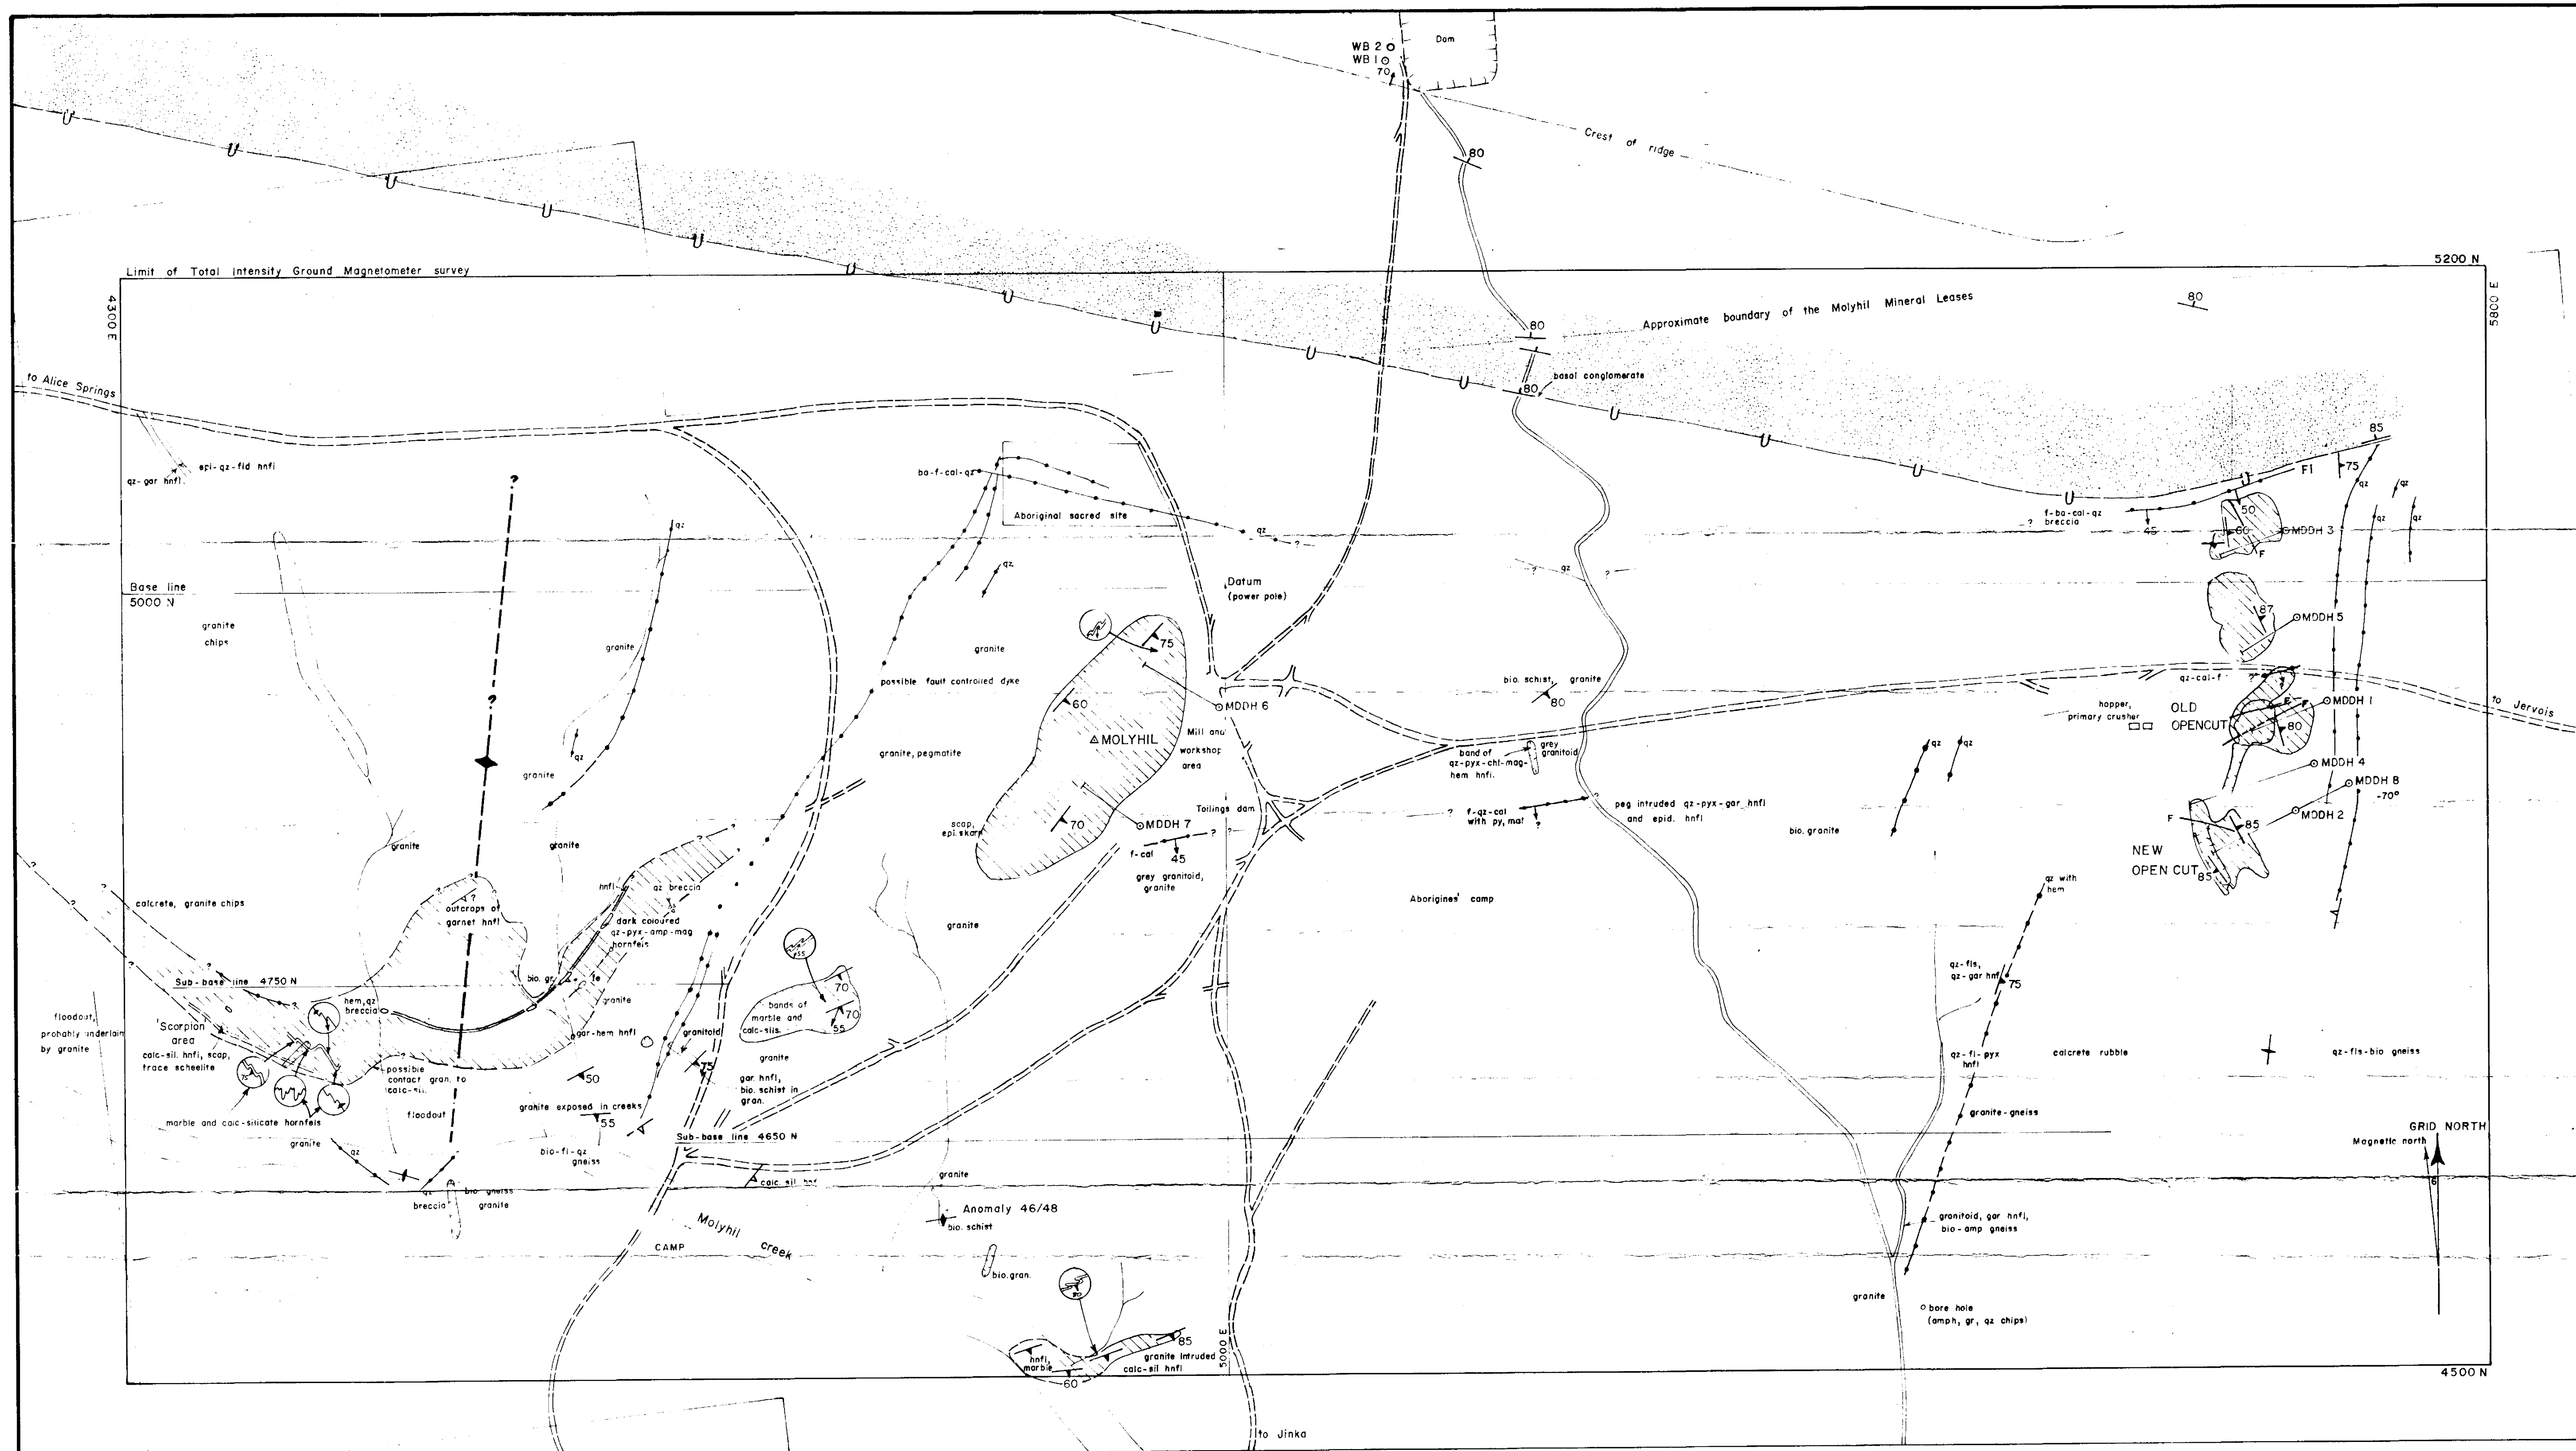 WB 2
WB 1
70
Dam
Crest of ridge
80
Limit of Total Intensity Ground Magnetometer survey
5200 N
4300 E
5800 E
80
80
Approximate boundary of the Molyhil Mineral Leases
to Alice Springs
basal conglomerate
80
85
epi-qz-fld hnfl
qz-gar hnfl.
?
ba-f-cal-qz
Aboriginal sacred site
qz
qz
?
F1
75
qz
qz
qz
qz
f-ba-cal-qz
? breccia
45
50
60
MDDH 3
F
Base line
5000 N
qz
? qz ?
Datum
(power pole)
granite
chips
granite
granite
87
MDDH 5
75
possible fault controlled dyke
bio. schist, granite
80
qz-cal-f
?
60
MDDH 6
hopper,
primary crusher
OLD
OPENCUT
MDDH 1
to Jervois
80
?
MOLYHIL
Mill and
workshop
area
granite, pegmatite
qz
granite
band of
qz-pyx-chl-mag-
hem hnfl.
grey
granitoid
qz
qz
MDDH 4
MDDH 8
-70°
Tailings dam
f-qz-cal
with py, mal
?
?
peg intruded qz-pyx-gar hnfl
and epid. hnfl
MDDH 2
scap,
epi. skarn
70
MDDH 7
? ?
bio. granite
F
85
granite
granite
f-cal
45
grey granitoid,
granite
NEW
OPEN CUT
85
hnfl
qz breccia
qz with
hem
?
?
calcrete, granite chips
?
outcrops of
garnet hnfl
dark coloured
qz-pyx-amp-mag
hornfels
granite
Aborigines' camp
55
?
?
Sub-base line 4750 N
bio. gr
qz-fls,
qz-gar hnfl
75
70
hem, qz
breccia
granite
bands of
marble and
calc-sils.
70
55
floodout,
probably underlain
by granite
'Scorpion'
area
calc-sil. hnfl, scap,
trace scheelite
gar-hem hnfl
granitoid
granite
qz-fl-pyx
hnfl
calcrete rubble
qz-fls-bio gneiss
possible
contact gran. to
calc-sil.
50
75
gar. hnfl,
bio. schist in
gran.
floodout
granite exposed in creeks
55
granite-gneiss
marble and calc-silicate hornfels
granite
qz
Sub-base line 4650 N
GRID NORTH
Magnetic north
6
bio-fl-qz
gneiss
calc. sil hnf
granite
qz
breccia
bio gneiss
granite
Anomaly 46/48
bio. schist
Molyhil creek
CAMP
granitoid, gar hnfl,
bio-amp gneiss
bio. gran.
80
granite
bore hole
(amph, gr, qz chips)
hnfl,
marble
85
granite intruded
calc-sil hnfl
5000 E
60
4500 N
to Jinka